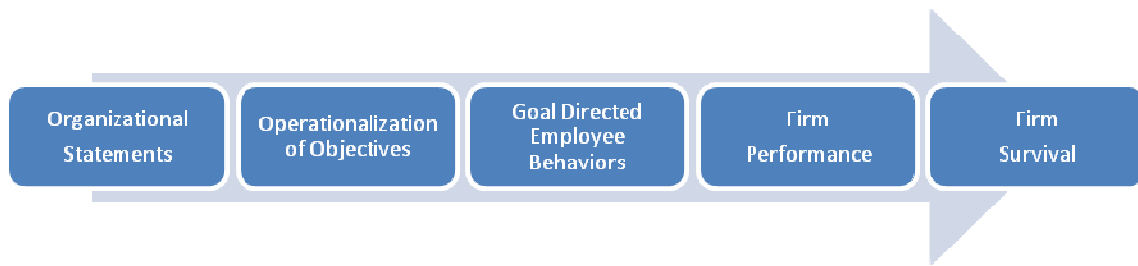 Organizational
Statements
Operationalization
of Objectives
Goal Directed
Employee
Behaviors
Firm
Performance
Firm
Survival